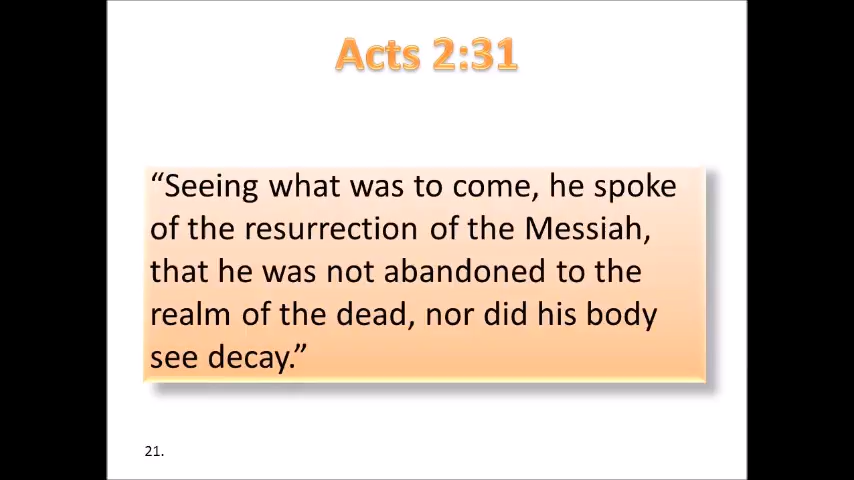 Acts 2:31
“Seeing what was to come, he spoke
of the resurrection of the Messiah,
that he was not abandoned to the
realm of the dead, nor did his body
see decay.”
21.